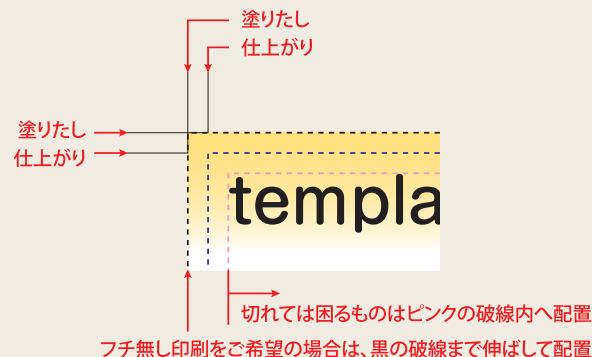 塗りたし
仕上がり
塗りたし
仕上がり
templa
切れては困るものはピンクの破線内へ配置
フチ無し印刷をご希望の場合は、黒の破線まで伸ばして配置